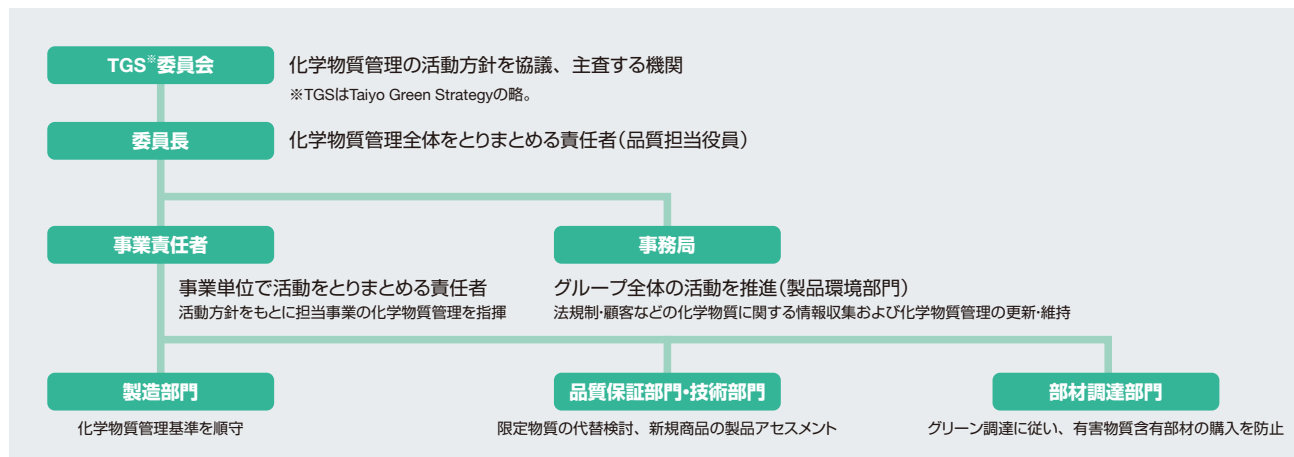 TGS※委員会
化学物質管理の活動方針を協議、主査する機関
※TGSはTaiyo Green Strategyの略。
委員長
化学物質管理全体をとりまとめる責任者(品質担当役員)
事業責任者
事務局
事業単位で活動をとりまとめる責任者
活動方針をもとに担当事業の化学物質管理を指揮
グループ全体の活動を推進(製品環境部門)
法規制・顧客などの化学物質に関する情報収集および化学物質管理の更新・維持
製造部門
品質保証部門・技術部門
部材調達部門
化学物質管理基準を順守
限定物質の代替検討、新規商品の製品アセスメント
グリーン調達に従い、有害物質含有部材の購入を防止